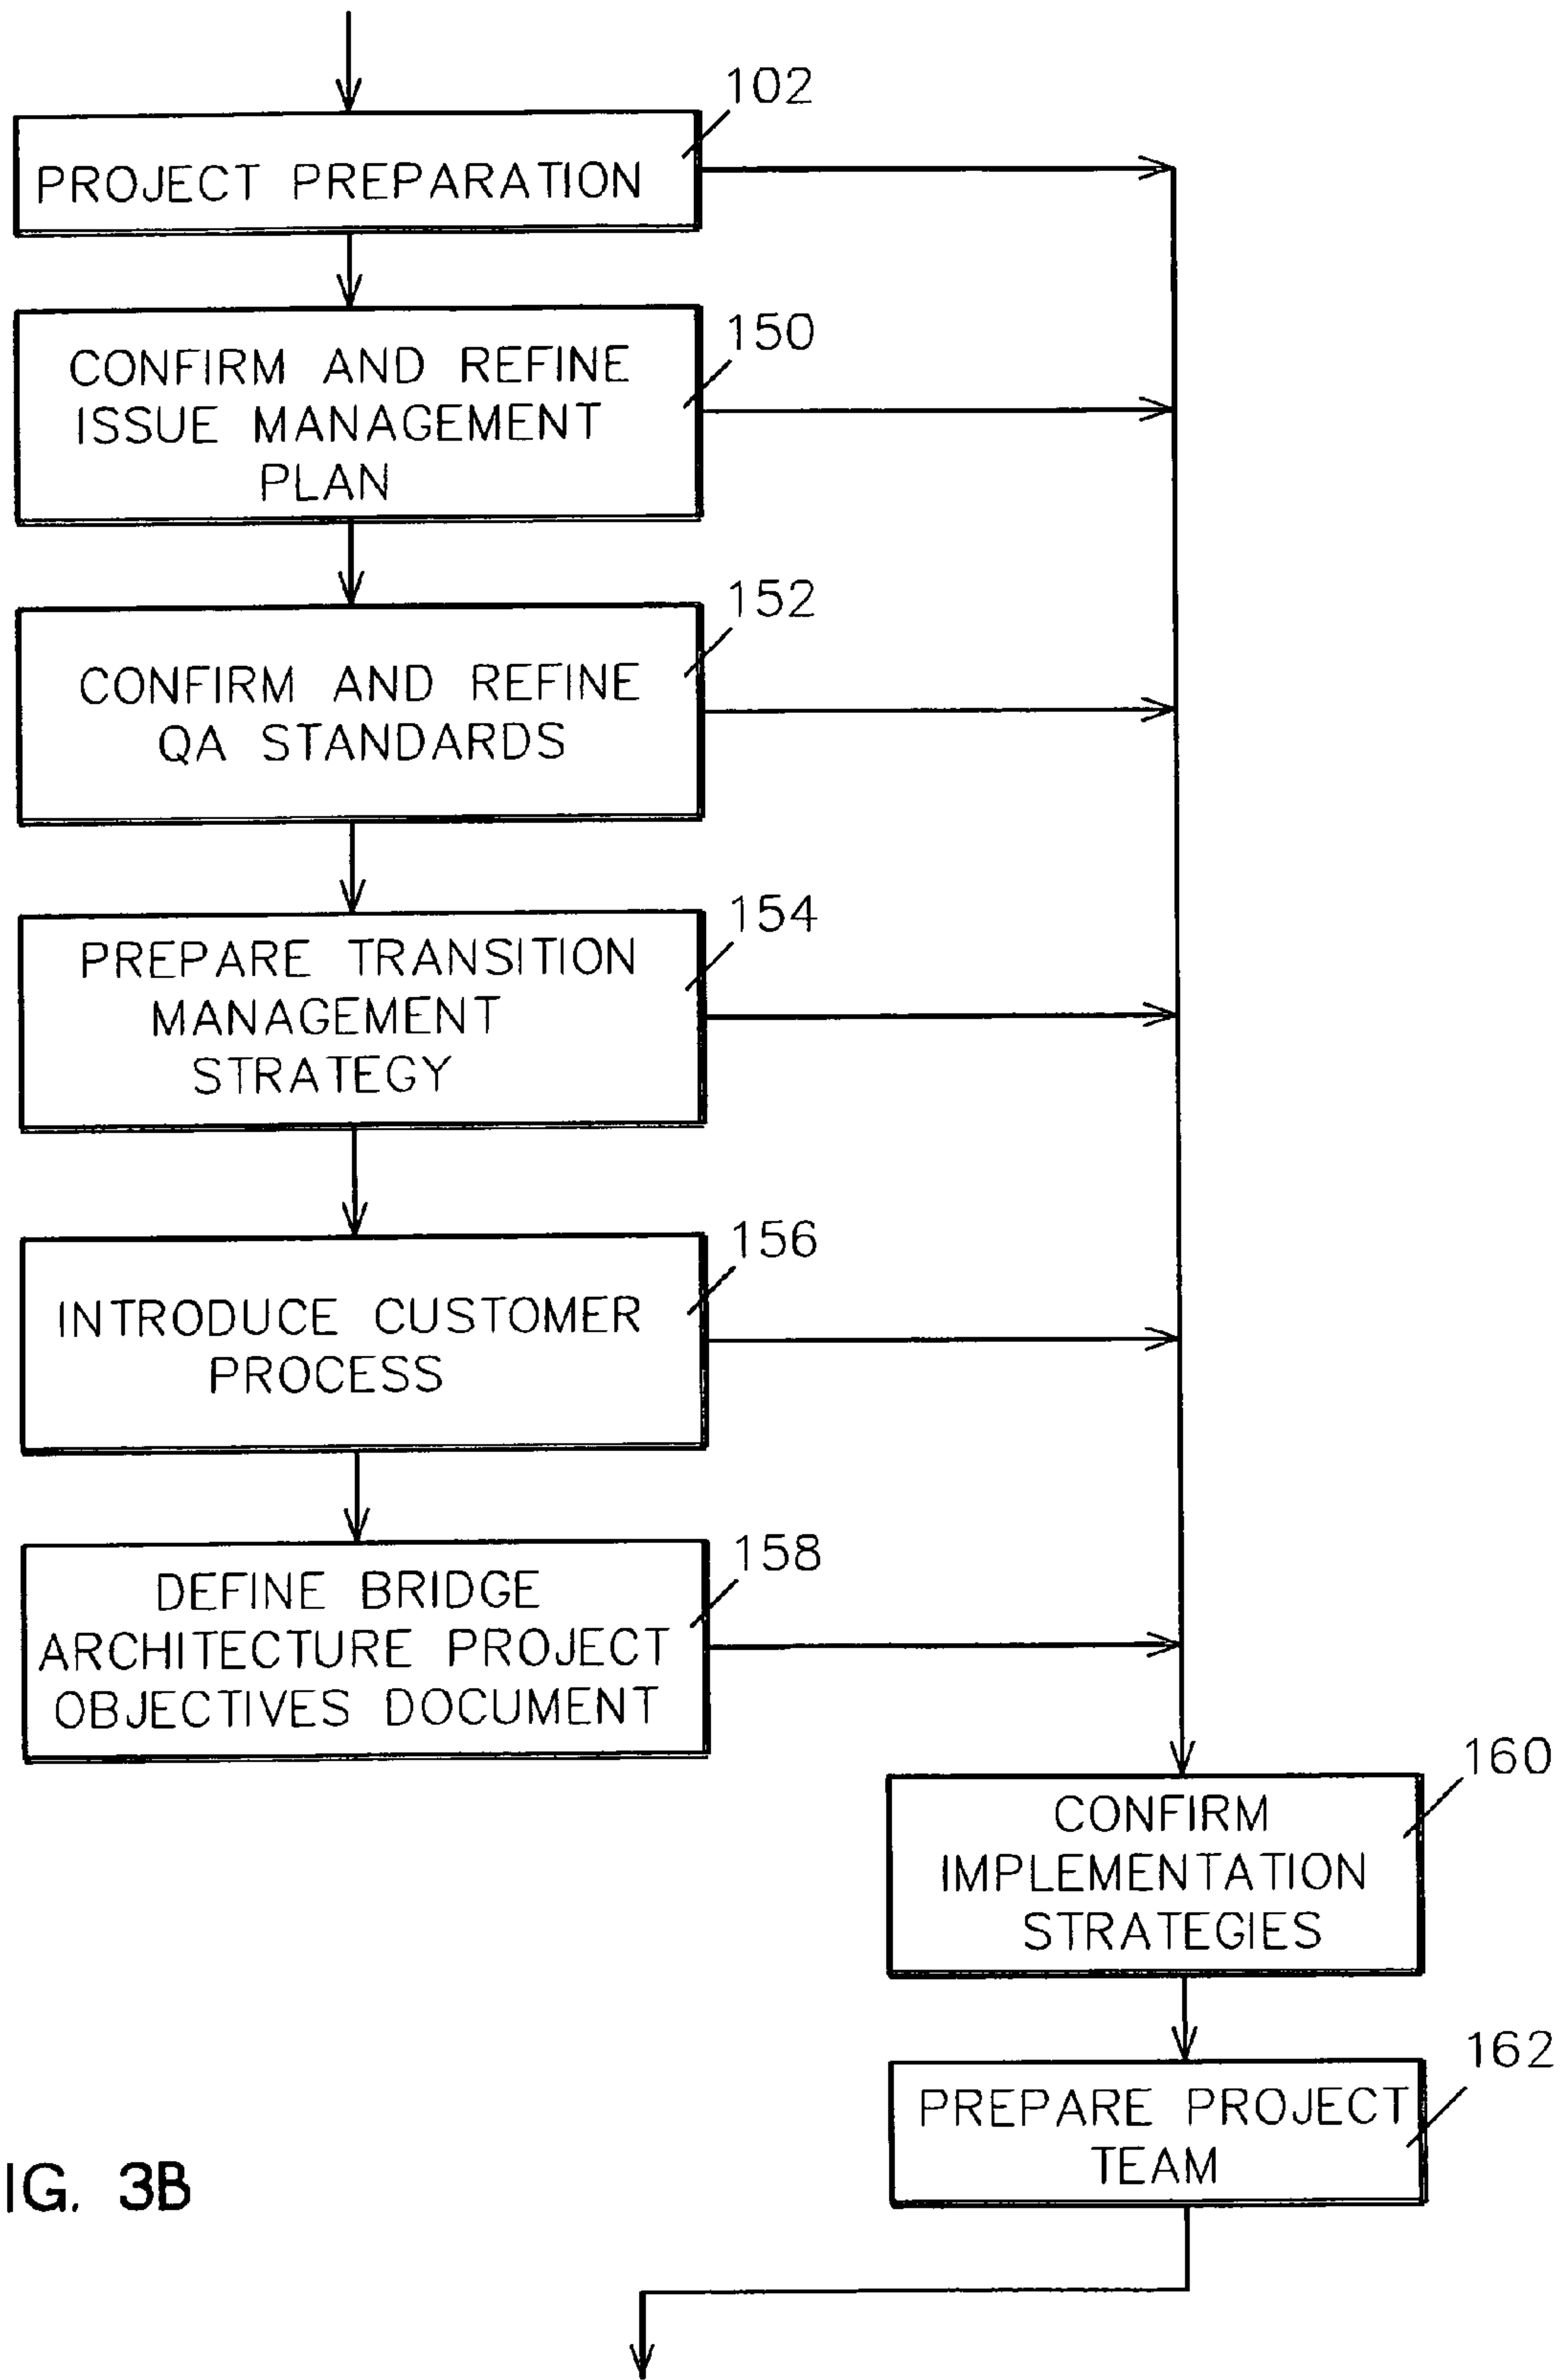 102
PROJECT PREPARATION
150
CONFIRM AND REFINE
ISSUE MANAGEMENT
PLAN
152
CONFIRM AND REFINE
QA STANDARDS
154
PREPARE TRANSITION
MANAGEMENT
STRATEGY
156
INTRODUCE CUSTOMER
PROCESS
158
DEFINE BRIDGE
ARCHITECTURE PROJECT
OBJECTIVES DOCUMENT
160
CONFIRM
IMPLEMENTATION
STRATEGIES
162
PREPARE PROJECT
TEAM
IG. 3B